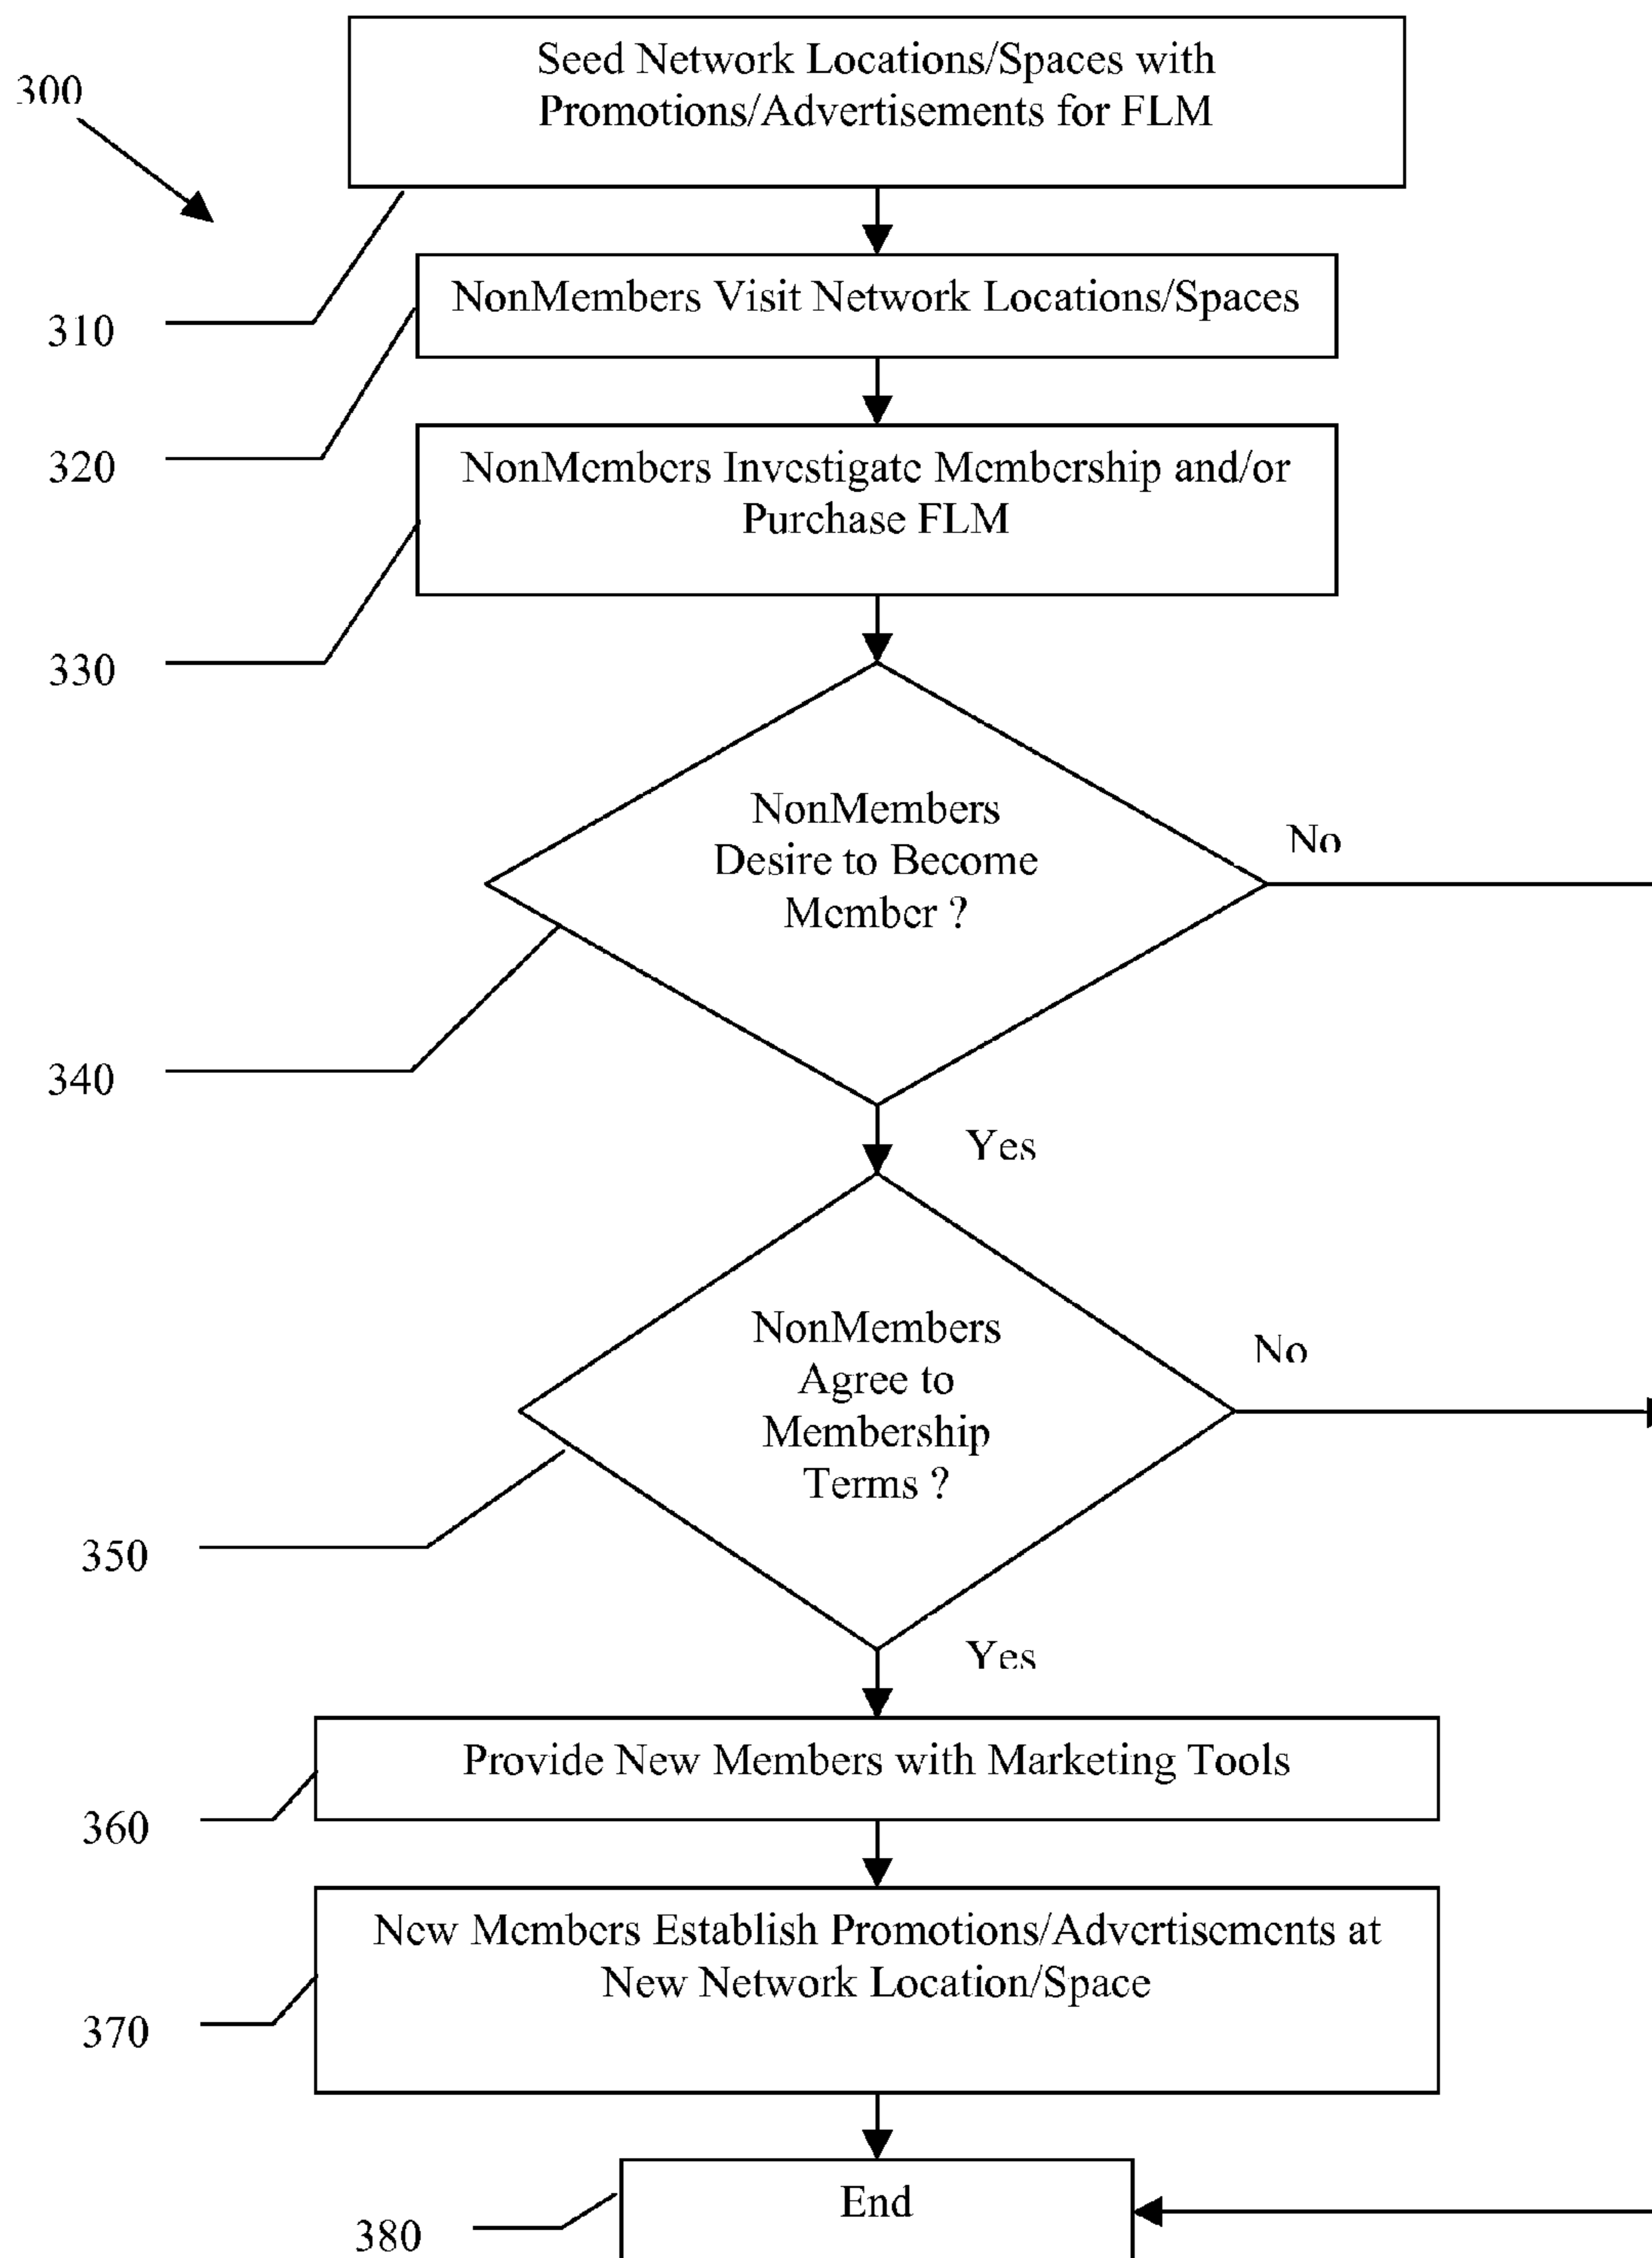 300
Seed Network Locations/Spaces with
Promotions/Advertisements for FLM
310
NonMembers Visit Network Locations/Spaces
320
NonMembers Investigate Membership and/or
Purchase FLM
330
NonMembers
Desire to Become
Member ?
No
340
Yes
NonMembers
Agree to
Membership
Terms ?
No
350
Yes
Provide New Members with Marketing Tools
360
New Members Establish Promotions/Advertisements at
New Network Location/Space
370
End
380